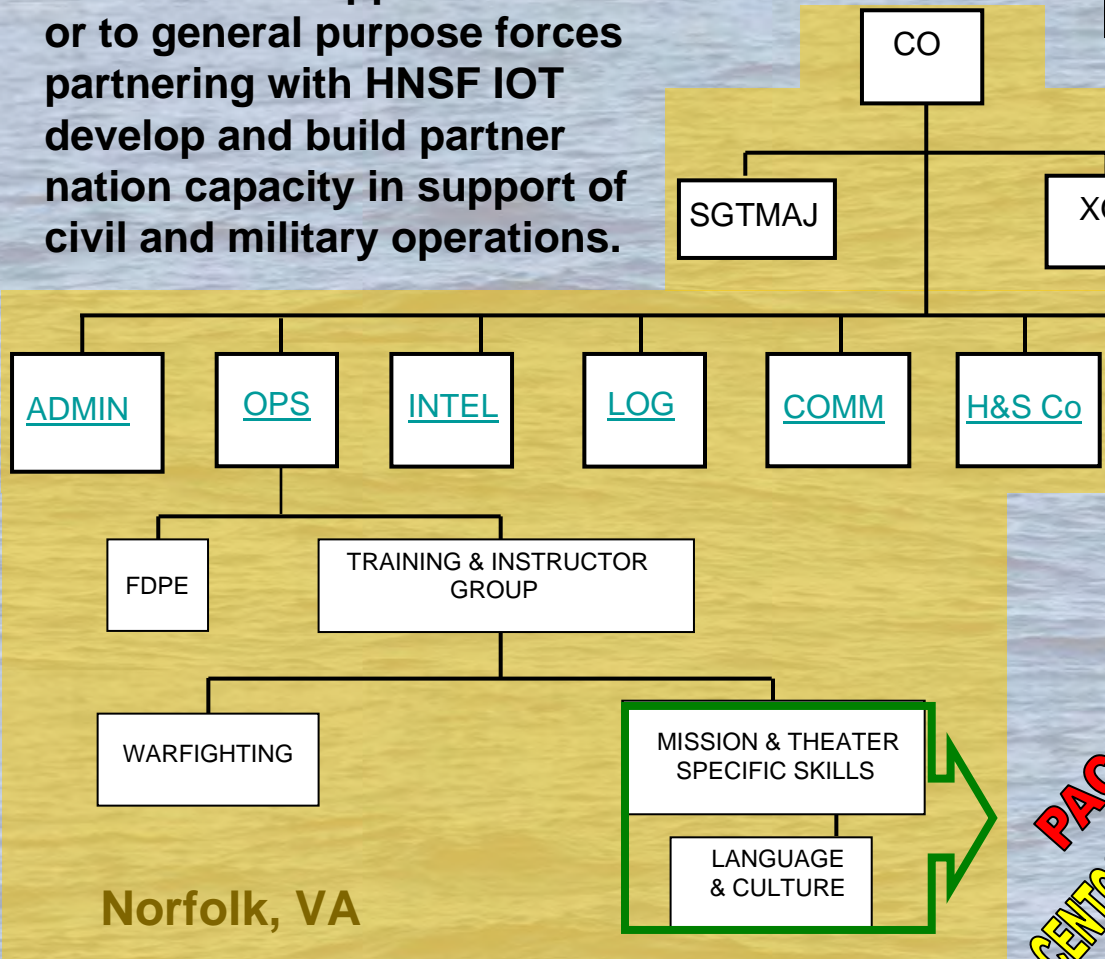 or to general purpose forces
partnering with HNSF IOT
develop and build partner
nation capacity in support of
civil and military operations.
CO
SGTMAJ
ADMIN
OPS
INTEL
LOG
COMM
H&S Co
FDPE
TRAINING & INSTRUCTOR
GROUP
WARFIGHTING
MISSION & THEATER
SPECIFIC SKILLS
LANGUAGE
& CULTURE
Norfolk, VA